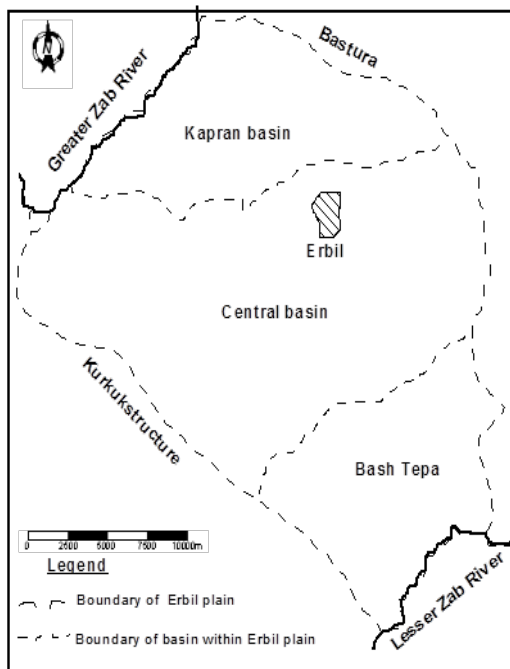 N
Bastura
Greater Zab River
Kapran basin
Erbil
Central basin
Kurkukstructure
Bash Tepa
Lesser Zab River
0 2500 5000 7500 10000m
Legend
Boundary of Erbil plain
Boundary of basin within Erbil plain